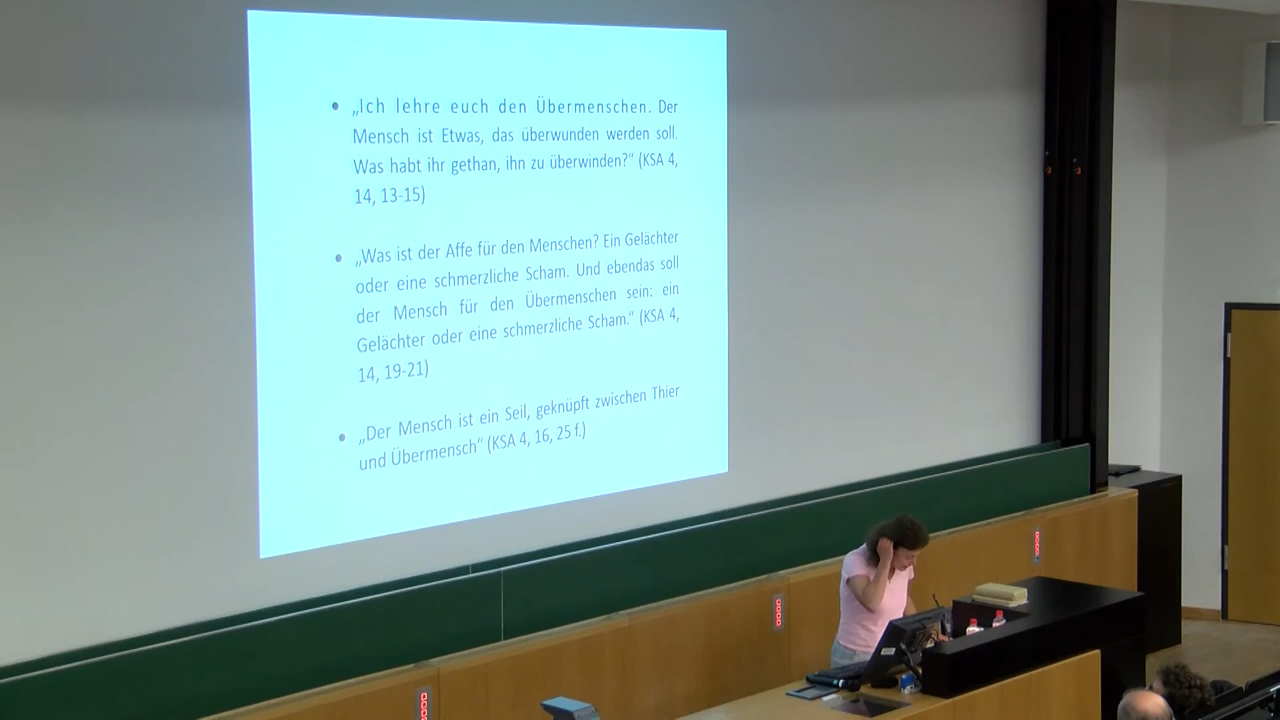 • „Ich lehre euch den Übermenschen. Der
Mensch ist Etwas, das überwunden werden soll.
Was habt ihr gethan, ihn zu überwinden?“ (KSA 4,
14, 13-15)
• „Was ist der Affe für den Menschen? Ein Gelächter
oder eine schmerzliche Scham. Und ebendas soll
der Mensch für den Übermenschen sein: ein
Gelächter oder eine schmerzliche Scham.“ (KSA 4,
14, 19-21)
• „Der Mensch ist ein Seil, geknüpft zwischen Thier
und Übermensch“ (KSA 4, 16, 25 f.)